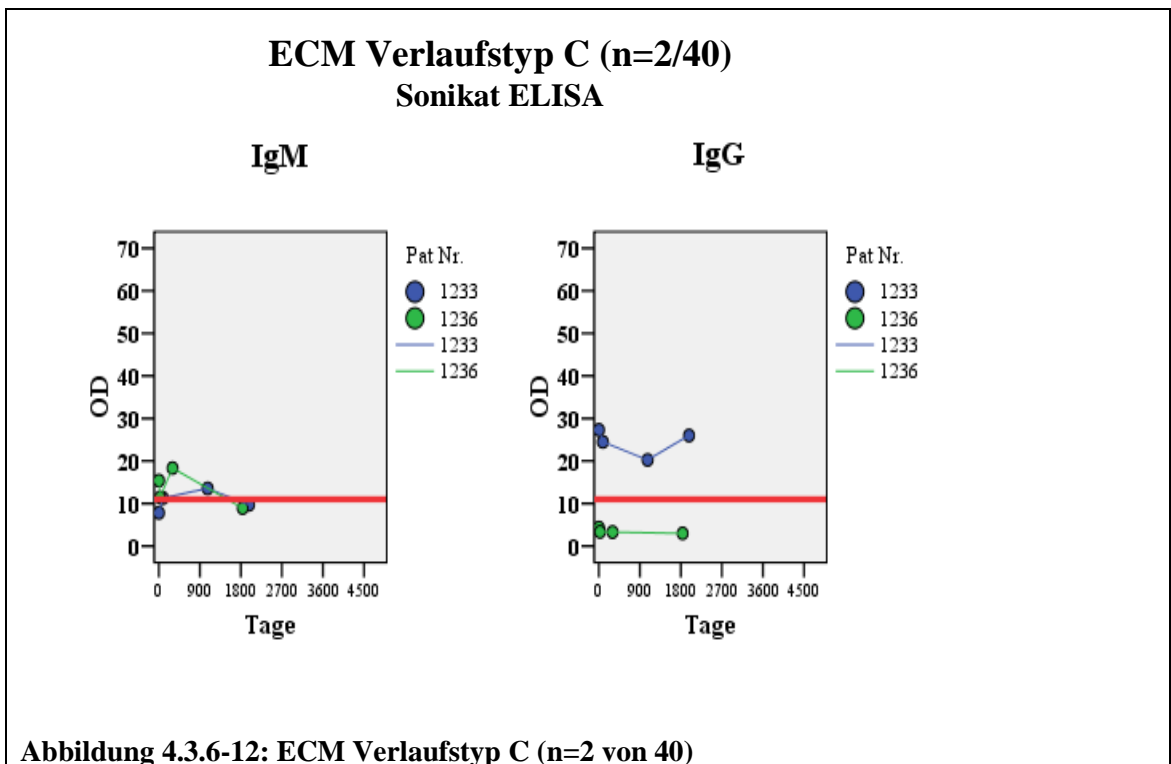 ECM Verlaufstyp C (n=2/40)
Sonikat ELISA
IgM
70
60
50
40
30
20
10
0
OD
0 900 1800 2700 3600 4500
Tage
Pat Nr.
1233
1236
1233
1236
IgG
70
60
50
40
30
20
10
0
OD
0 900 1800 2700 3600 4500
Tage
Pat Nr.
1233
1236
1233
1236
Abbildung 4.3.6-12: ECM Verlaufstyp C (n=2 von 40)